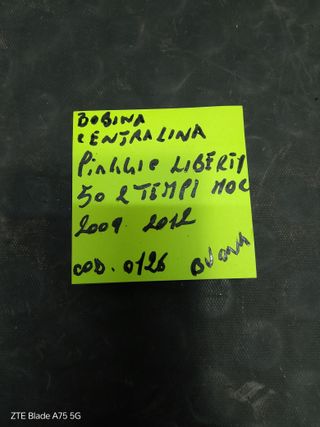 BOBINA
CENTRALINA
PIAGGIO LIBERTY
50 2 TEMPI MOC
2009 2012
COD. 0126 BUONA
ZTE Blade A75 5G